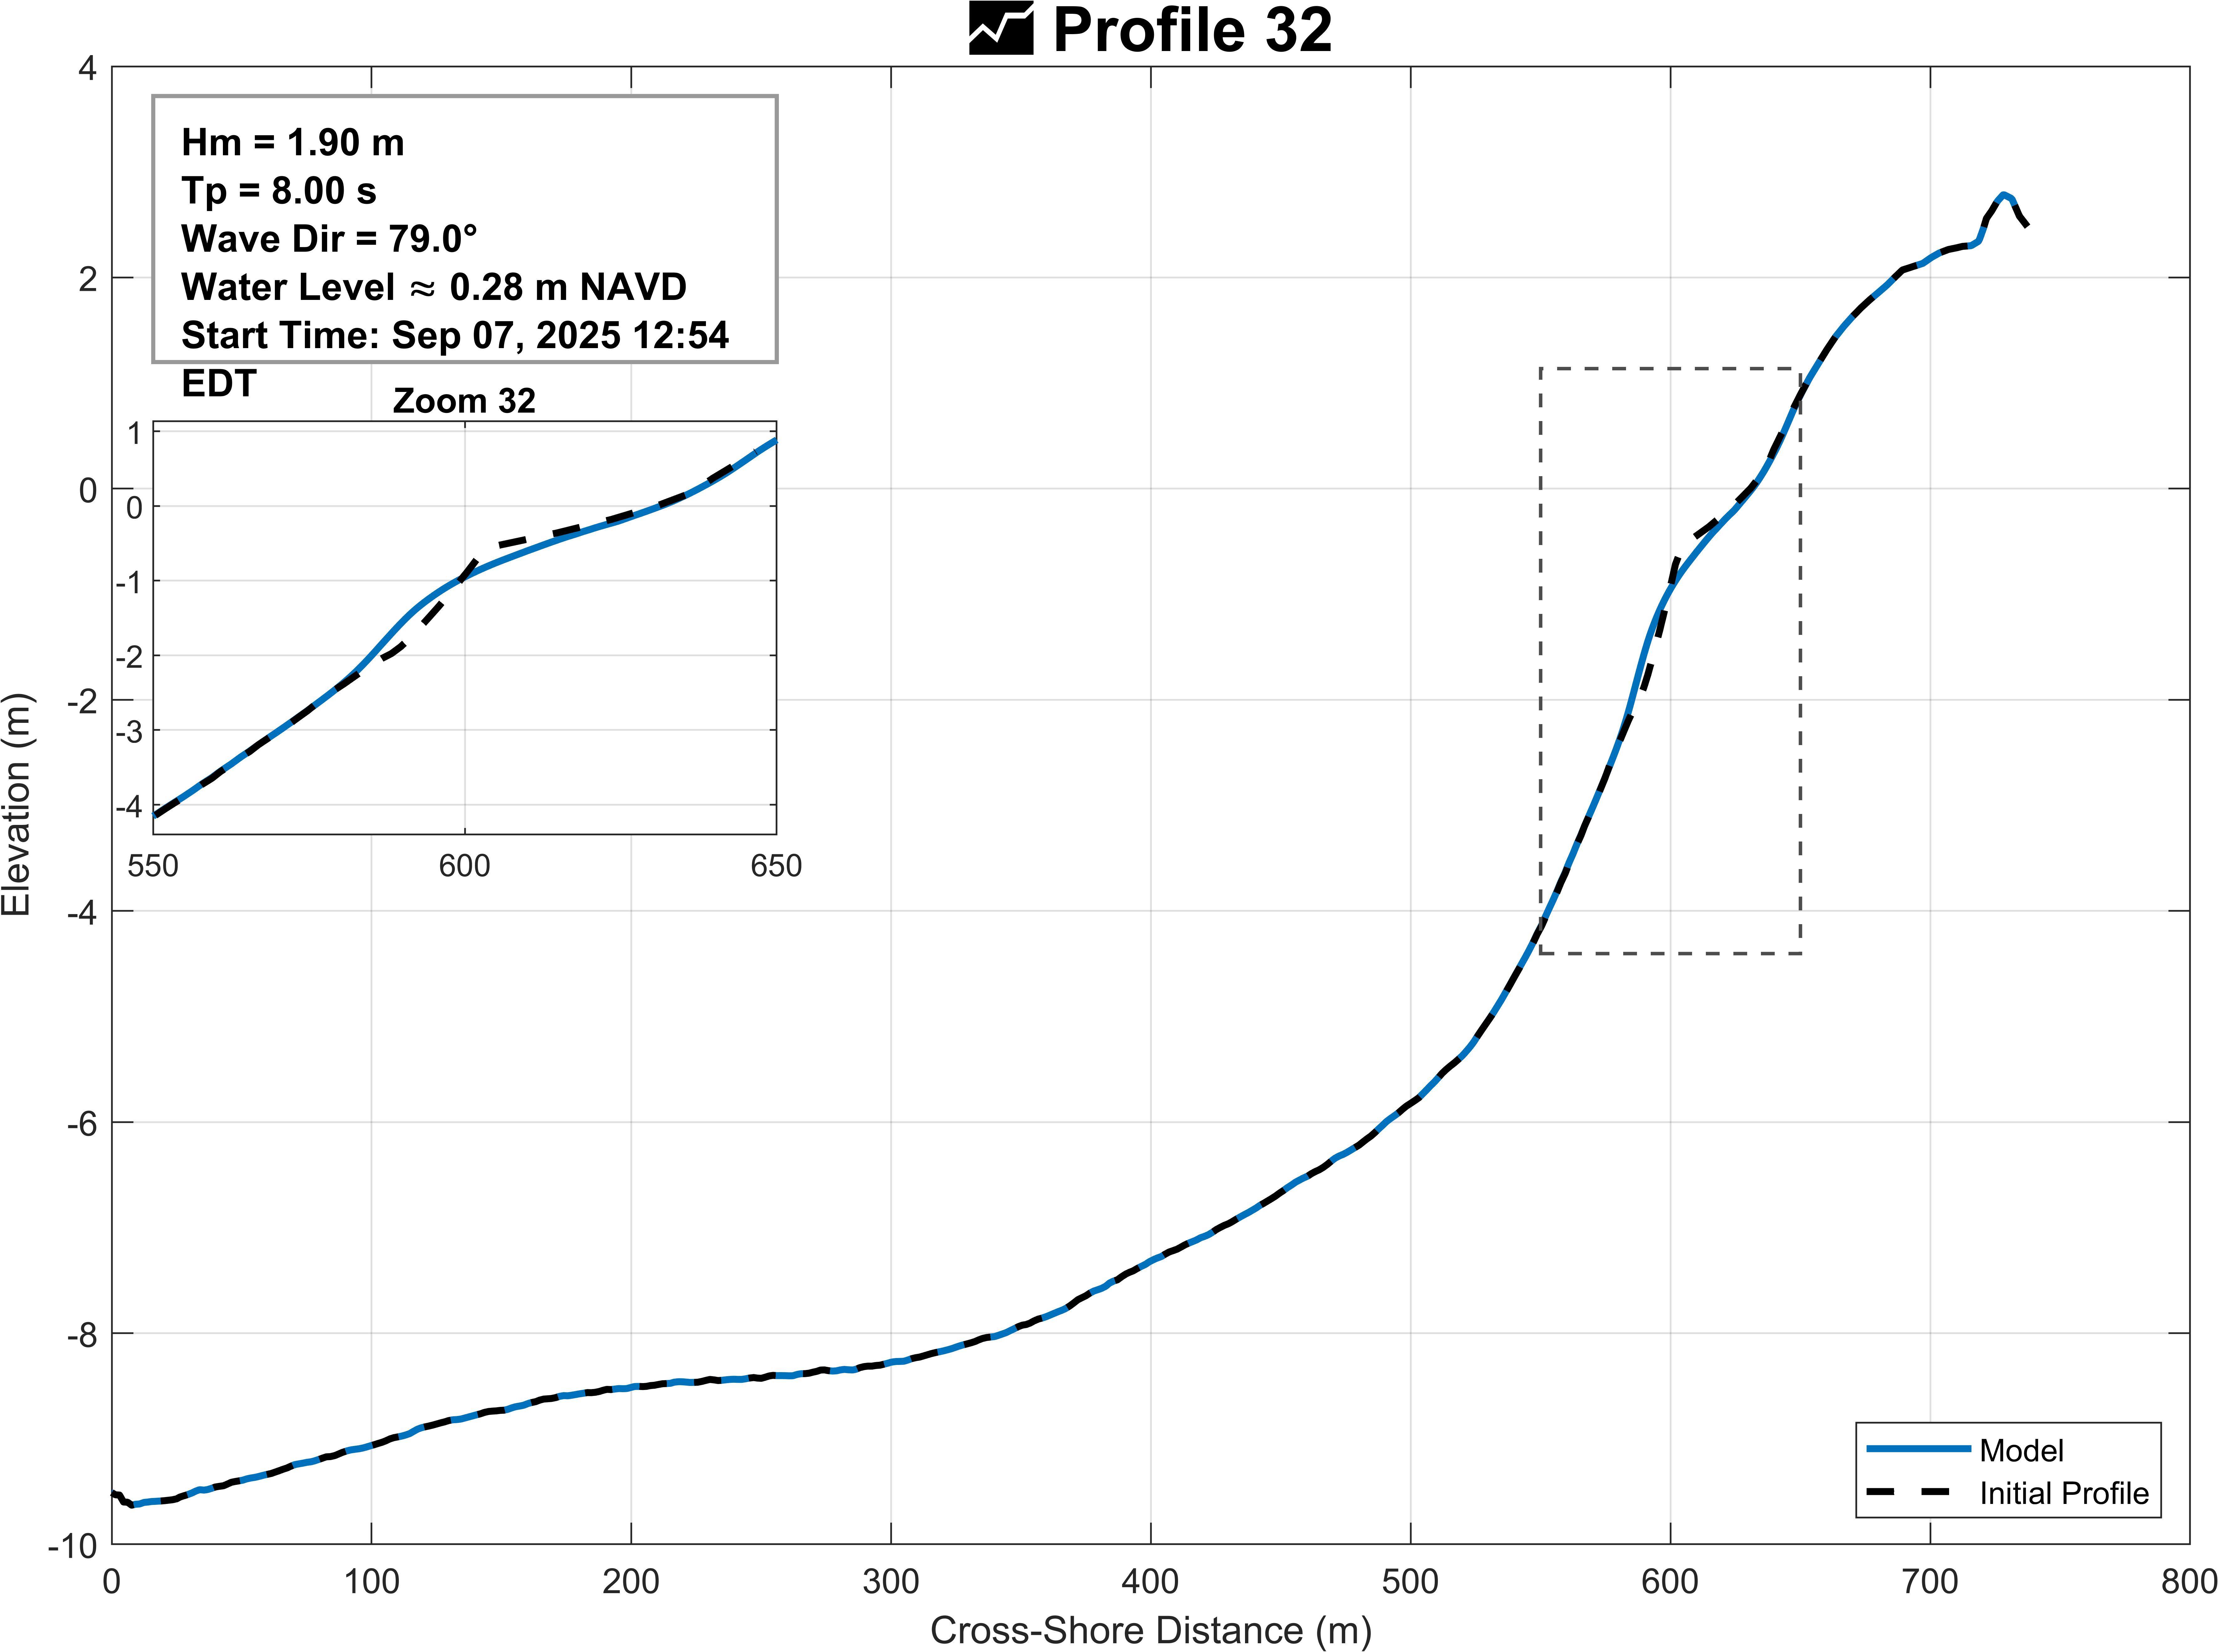 Profile 32
4
2
0
-2
-4
-6
-8
-10
Elevation (m)
Hm = 1.90 m
Tp = 8.00 s
Wave Dir = 79.0°
Water Level ≈ 0.28 m NAVD
Start Time: Sep 07, 2025 12:54
EDT
Zoom 32
1
0
-1
-2
-3
-4
550 600 650
Model
Initial Profile
0 100 200 300 400 500 600 700 800
Cross-Shore Distance (m)